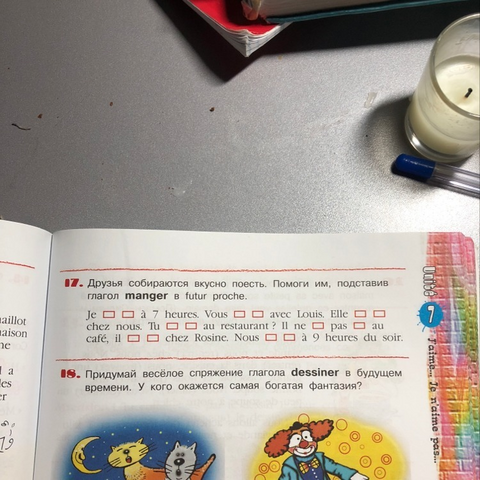 17. Друзья собираются вкусно поесть. Помоги им, подставив
глагол manger в futur proche.
Je □ □ à 7 heures. Vous □ □ avec Louis. Elle □ □
chez nous. Tu □ □ au restaurant ? Il ne □ pas □ au
café, il □ □ chez Rosine. Nous □ □ à 9 heures du soir.
18. Придумай весёлое спряжение глагола dessiner в будущем
времени. У кого окажется самая богатая фантазия?
Unité 7
J'aime... Je n'aime pas...